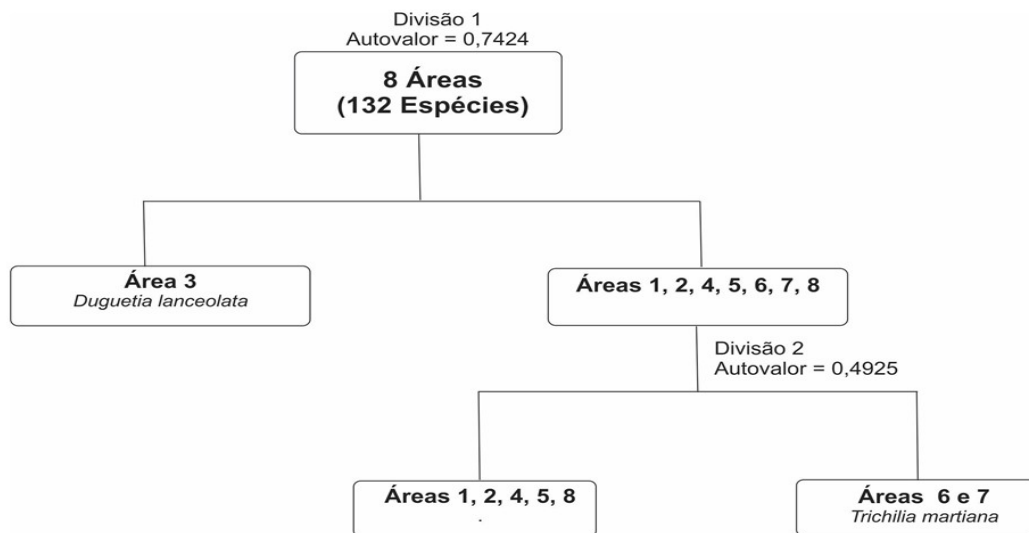 Divisão 1
Autovalor = 0,7424
8 Áreas
(132 Espécies)
Área 3
Duguetia lanceolata
Áreas 1, 2, 4, 5, 6, 7, 8
Divisão 2
Autovalor = 0,4925
Áreas 1, 2, 4, 5, 8
.
Áreas 6 e 7
Trichilia martiana